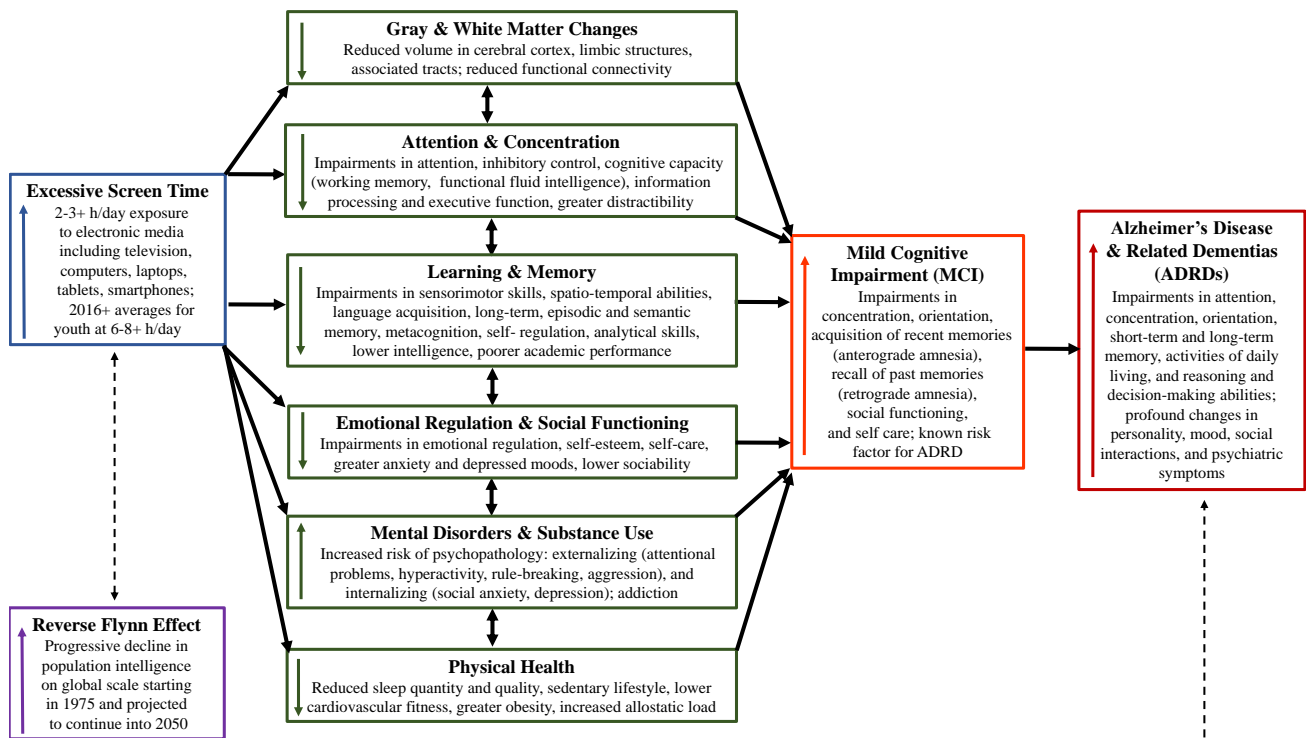 Gray & White Matter Changes
Reduced volume in cerebral cortex, limbic structures,
associated tracts; reduced functional connectivity
Attention & Concentration
Impairments in attention, inhibitory control, cognitive capacity
(working memory, functional fluid intelligence), information
processing and executive function, greater distractibility
Excessive Screen Time
2-3+ h/day exposure
to electronic media
including television,
computers, laptops,
tablets, smartphones;
2016+ averages for
youth at 6-8+ h/day
Learning & Memory
Impairments in sensorimotor skills, spatio-temporal abilities,
language acquisition, long-term, episodic and semantic
memory, metacognition, self- regulation, analytical skills,
lower intelligence, poorer academic performance
Emotional Regulation & Social Functioning
Impairments in emotional regulation, self-esteem, self-care,
greater anxiety and depressed moods, lower sociability
Mental Disorders & Substance Use
Increased risk of psychopathology: externalizing (attentional
problems, hyperactivity, rule-breaking, aggression), and
internalizing (social anxiety, depression); addiction
Physical Health
Reduced sleep quantity and quality, sedentary lifestyle, lower
cardiovascular fitness, greater obesity, increased allostatic load
Reverse Flynn Effect
Progressive decline in
population intelligence
on global scale starting
in 1975 and projected
to continue into 2050
Mild Cognitive
Impairment (MCI)
Impairments in
concentration, orientation,
acquisition of recent memories
(anterograde amnesia),
recall of past memories
(retrograde amnesia),
social functioning,
and self care; known risk
factor for ADRD
Alzheimer's Disease
& Related Dementias
(ADRDs)
Impairments in attention,
concentration, orientation,
short-term and long-term
memory, activities of daily
living, and reasoning and
decision-making abilities;
profound changes in
personality, mood, social
interactions, and psychiatric
symptoms